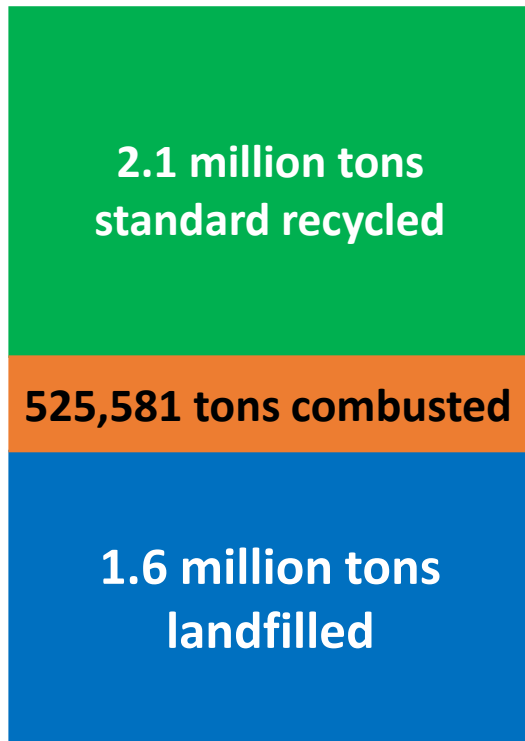 2.1 million tons
standard recycled
525,581 tons combusted
1.6 million tons
landfilled